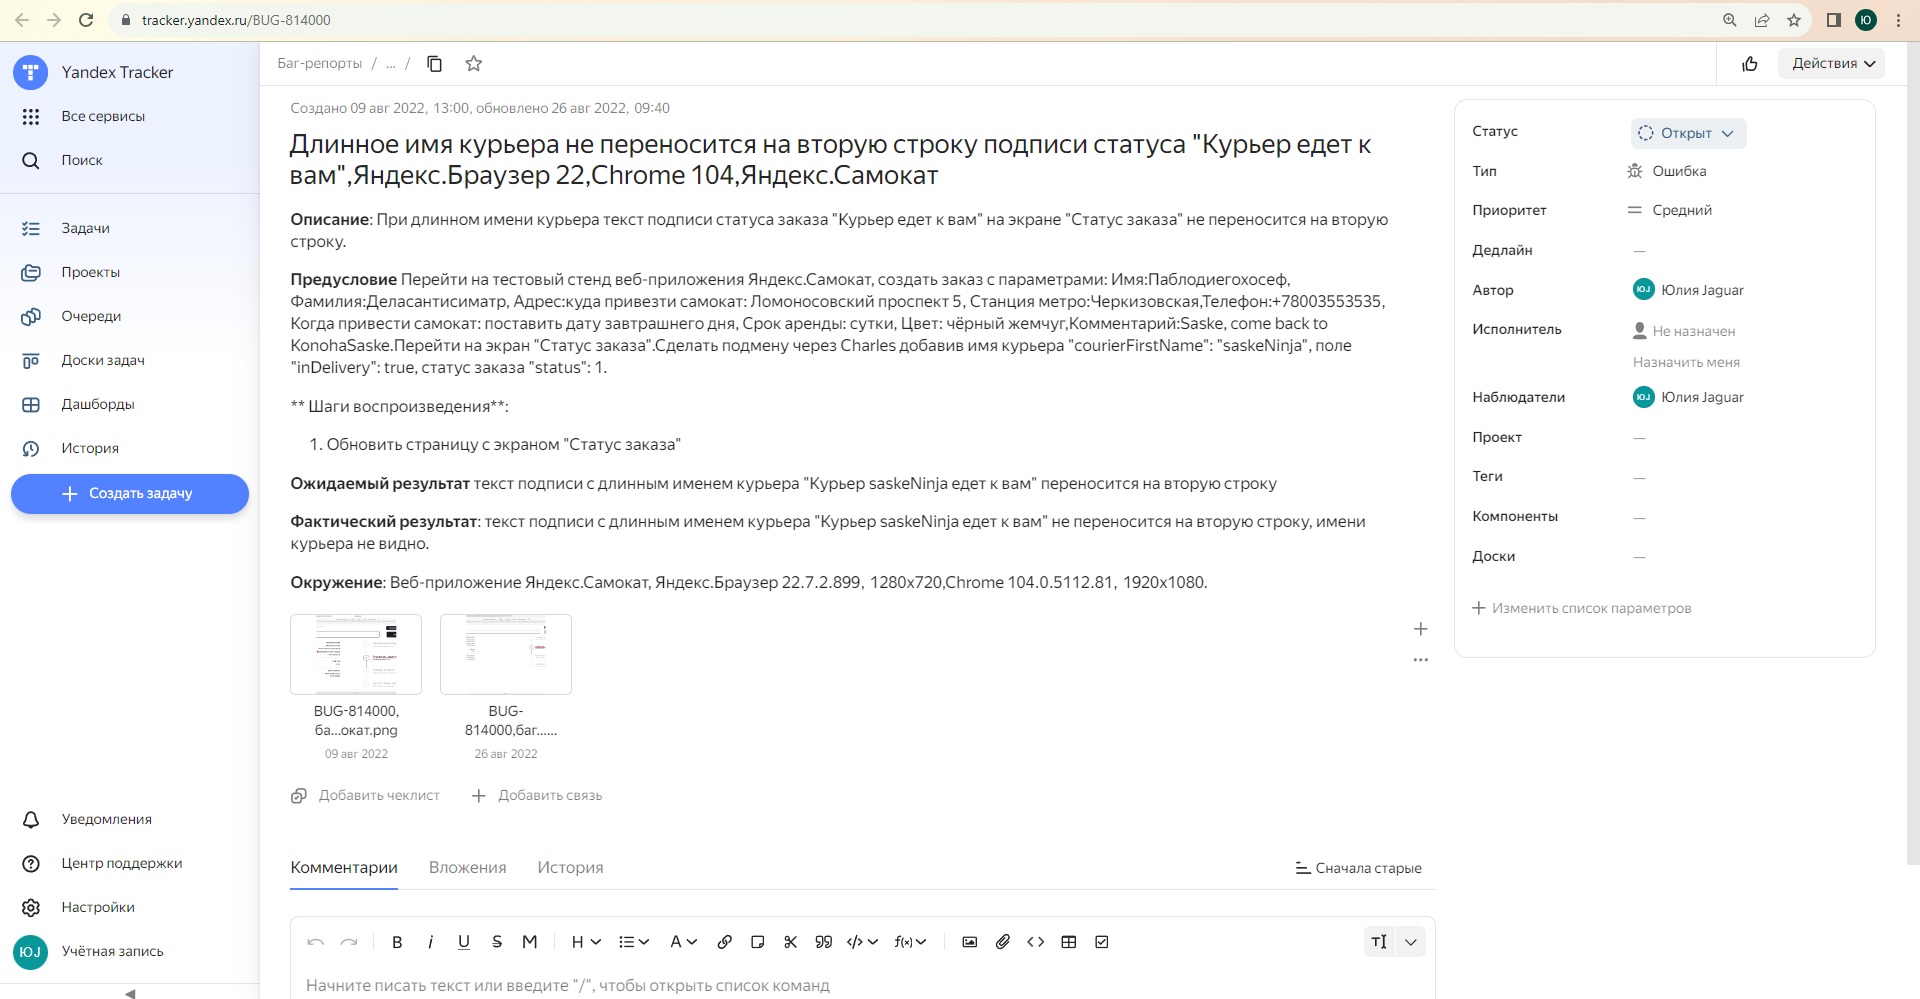 tracker.yandex.ru/BUG-814000
Ю
Yandex Tracker
Все сервисы
Поиск
Задачи
Проекты
Очереди
Доски задач
Дашборды
История
Создать задачу
Уведомления
Центр поддержки
Настройки
ЮJ Учётная запись
Баг-репорты / ... /
Действия
Создано 09 авг 2022, 13:00, обновлено 26 авг 2022, 09:40
Длинное имя курьера не переносится на вторую строку подписи статуса "Курьер едет к
вам",Яндекс.Браузер 22,Chrome 104,Яндекс.Самокат
Описание: При длинном имени курьера текст подписи статуса заказа "Курьер едет к вам" на экране "Статус заказа" не переносится на вторую
строку.
Предусловие Перейти на тестовый стенд веб-приложения Яндекс.Самокат, создать заказ с параметрами: Имя:Паблодиегохосеф,
Фамилия:Деласантисиматр, Адрес:куда привезти самокат: Ломоносовский проспект 5, Станция метро:Черкизовская,Телефон:+78003553535,
Когда привести самокат: поставить дату завтрашнего дня, Срок аренды: сутки, Цвет: чёрный жемчуг,Комментарий:Saske, come back to
KonohaSaske.Перейти на экран "Статус заказа".Сделать подмену через Charles добавив имя курьера "courierFirstName": "saskeNinja", поле
"inDelivery": true, статус заказа "status": 1.
** Шаги воспроизведения**:
1. Обновить страницу с экраном "Статус заказа"
Ожидаемый результат текст подписи с длинным именем курьера "Курьер saskeNinja едет к вам" переносится на вторую строку
Фактический результат: текст подписи с длинным именем курьера "Курьер saskeNinja едет к вам" не переносится на вторую строку, имени
курьера не видно.
Окружение: Веб-приложение Яндекс.Самокат, Яндекс.Браузер 22.7.2.899, 1280x720,Chrome 104.0.5112.81, 1920x1080.
BUG-814000,
ба...окат.png
09 авг 2022
BUG-
814000,баг......
26 авг 2022
Добавить чеклист
Добавить связь
Комментарии Вложения История
Сначала старые
B i U S M H A f(x) T
Начните писать текст или введите "/", чтобы открыть список команд
Статус Открыт
Тип Ошибка
Приоритет Средний
Дедлайн —
Автор ЮJ Юлия Jaguar
Исполнитель Не назначен
Назначить меня
Наблюдатели ЮJ Юлия Jaguar
Проект —
Теги —
Компоненты —
Доски —
Изменить список параметров